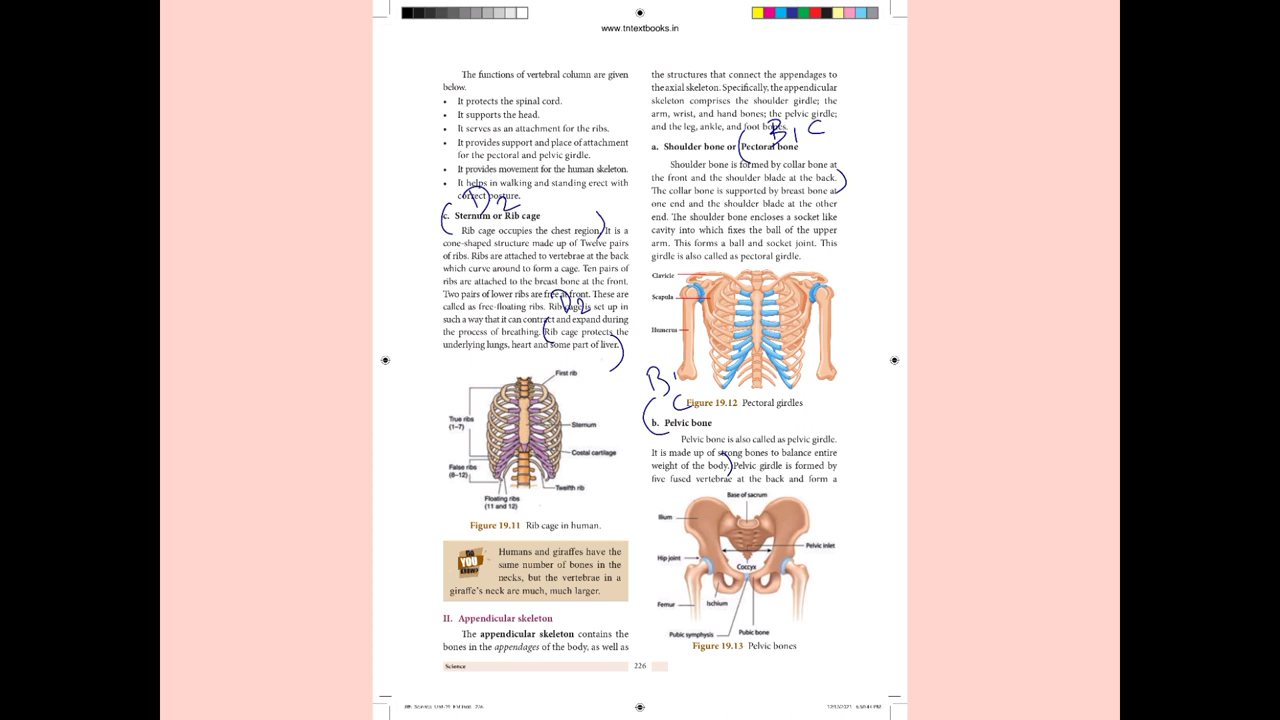 www.tntextbooks.in
The functions of vertebral column are given
below.
• It protects the spinal cord.
• It supports the head.
• It serves as an attachment for the ribs.
• It provides support and place of attachment
for the pectoral and pelvic girdle.
• It provides movement for the human skeleton.
• It helps in walking and standing erect with
correct posture.
D 2
c. Sternum or Rib cage
Rib cage occupies the chest region. It is a
cone-shaped structure made up of Twelve pairs
of ribs. Ribs are attached to vertebrae at the back
which curve around to form a cage. Ten pairs of
ribs are attached to the breast bone at the front.
Two pairs of lower ribs are free at front. These are
called as free-floating ribs. Rib cage is set up in
such a way that it can contract and expand during
the process of breathing. Rib cage protects the
underlying lungs, heart and some part of liver.
D2
First rib
True ribs
(1–7)
Sternum
Costal cartilage
False ribs
(8–12)
Twelfth rib
Floating ribs
(11 and 12)
Figure 19.11 Rib cage in human.
DO YOU KNOW?
Humans and giraffes have the
same number of bones in the
necks, but the vertebrae in a
giraffe's neck are much, much larger.
II. Appendicular skeleton
The appendicular skeleton contains the
bones in the appendages of the body, as well as
the structures that connect the appendages to
the axial skeleton. Specifically, the appendicular
skeleton comprises the shoulder girdle; the
arm, wrist, and hand bones; the pelvic girdle;
and the leg, ankle, and foot bones.
B1 C
a. Shoulder bone or Pectoral bone
Shoulder bone is formed by collar bone at
the front and the shoulder blade at the back.
The collar bone is supported by breast bone at
one end and the shoulder blade at the other
end. The shoulder bone encloses a socket like
cavity into which fixes the ball of the upper
arm. This forms a ball and socket joint. This
girdle is also called as pectoral girdle.
Clavicle
Scapula
Humerus
B1
C
Figure 19.12 Pectoral girdles
b. Pelvic bone
Pelvic bone is also called as pelvic girdle.
It is made up of strong bones to balance entire
weight of the body. Pelvic girdle is formed by
five fused vertebrae at the back and form a
Base of sacrum
Ilium
Pelvic inlet
Hip joint
Coccyx
Femur
Ischium
Pubic symphysis
Pubic bone
Figure 19.13 Pelvic bones
Science
226